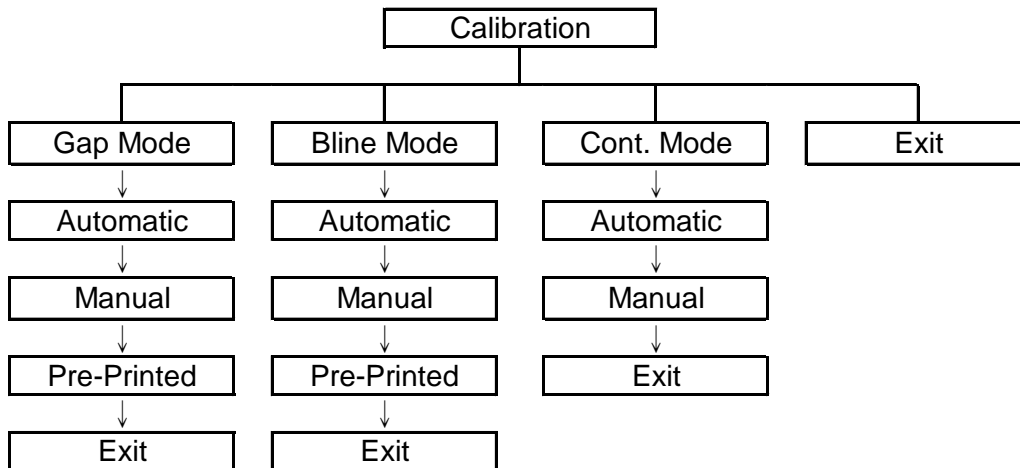 Calibration
Gap Mode
Bline Mode
Cont. Mode
Exit
Automatic
Automatic
Automatic
Manual
Manual
Manual
Pre-Printed
Pre-Printed
Exit
Exit
Exit